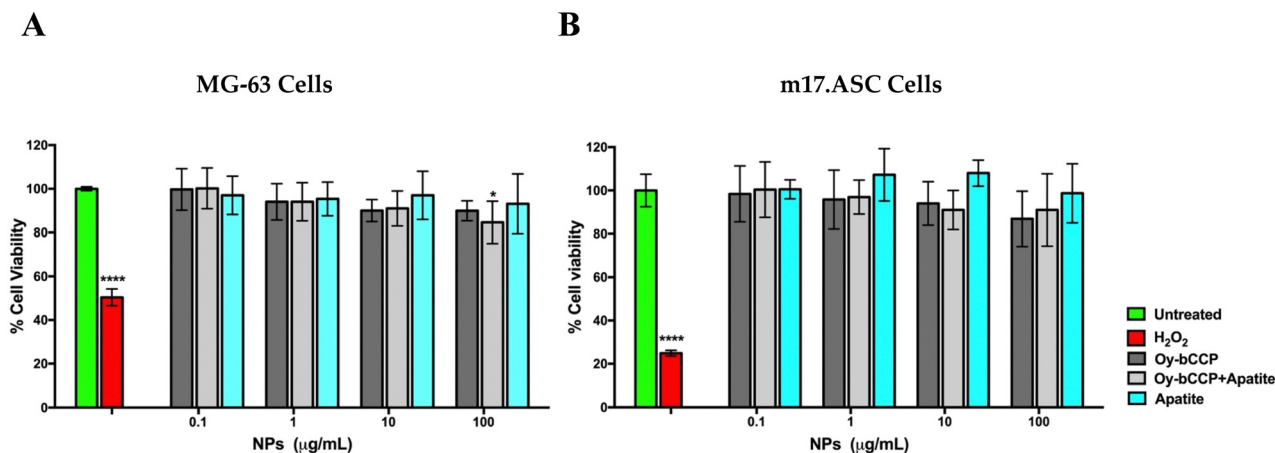 A
B
MG-63 Cells
m17.ASC Cells
% Cell Viability
120
100
80
60
40
20
0
****
*
0.1
1
10
100
NPs (μg/mL)
% Cell viability
120
100
80
60
40
20
0
****
0.1
1
10
100
NPs (μg/mL)
Untreated
H₂O₂
Oy-bCCP
Oy-bCCP+Apatite
Apatite